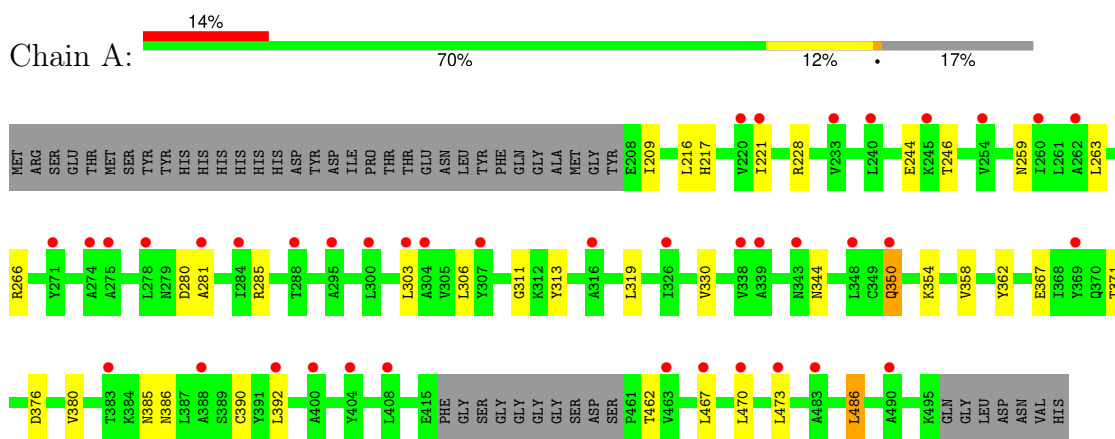 14%
Chain A:
70% 12% • 17%
MET ARG SER GLU THR MET SER TYR TYR HIS HIS HIS HIS HIS HIS ASP TYR ASP ILE PRO THR THR GLU ASN LEU TYR PHE GLN GLY ALA MET GLY TYR E208 I209 L216 H217 V220 I221 R228 V233 L240 E244 K245 T246 V254 N259 I260 L261 A262 L263
R266 Y271 A274 A275 L278 N279 D280 A281 I284 R285 T288 A295 L300 L303 A304 V305 L306 Y307 G311 K312 Y313 A316 L319 I326 V330 V338 A339 N343 N344 L348 C349 Q350 K354 V358 Y362 E367 I368 Y369 Q370 T371
D376 V380 T383 K384 N385 N386 L387 A388 S389 C390 Y391 L392 A400 Y404 L408 E415 PHE GLY SER GLY GLY GLY GLY SER ASP SER P461 T462 V463 L467 L470 L473 A483 L486 A490 K495 GLN GLY LEU ASP ASN VAL HIS